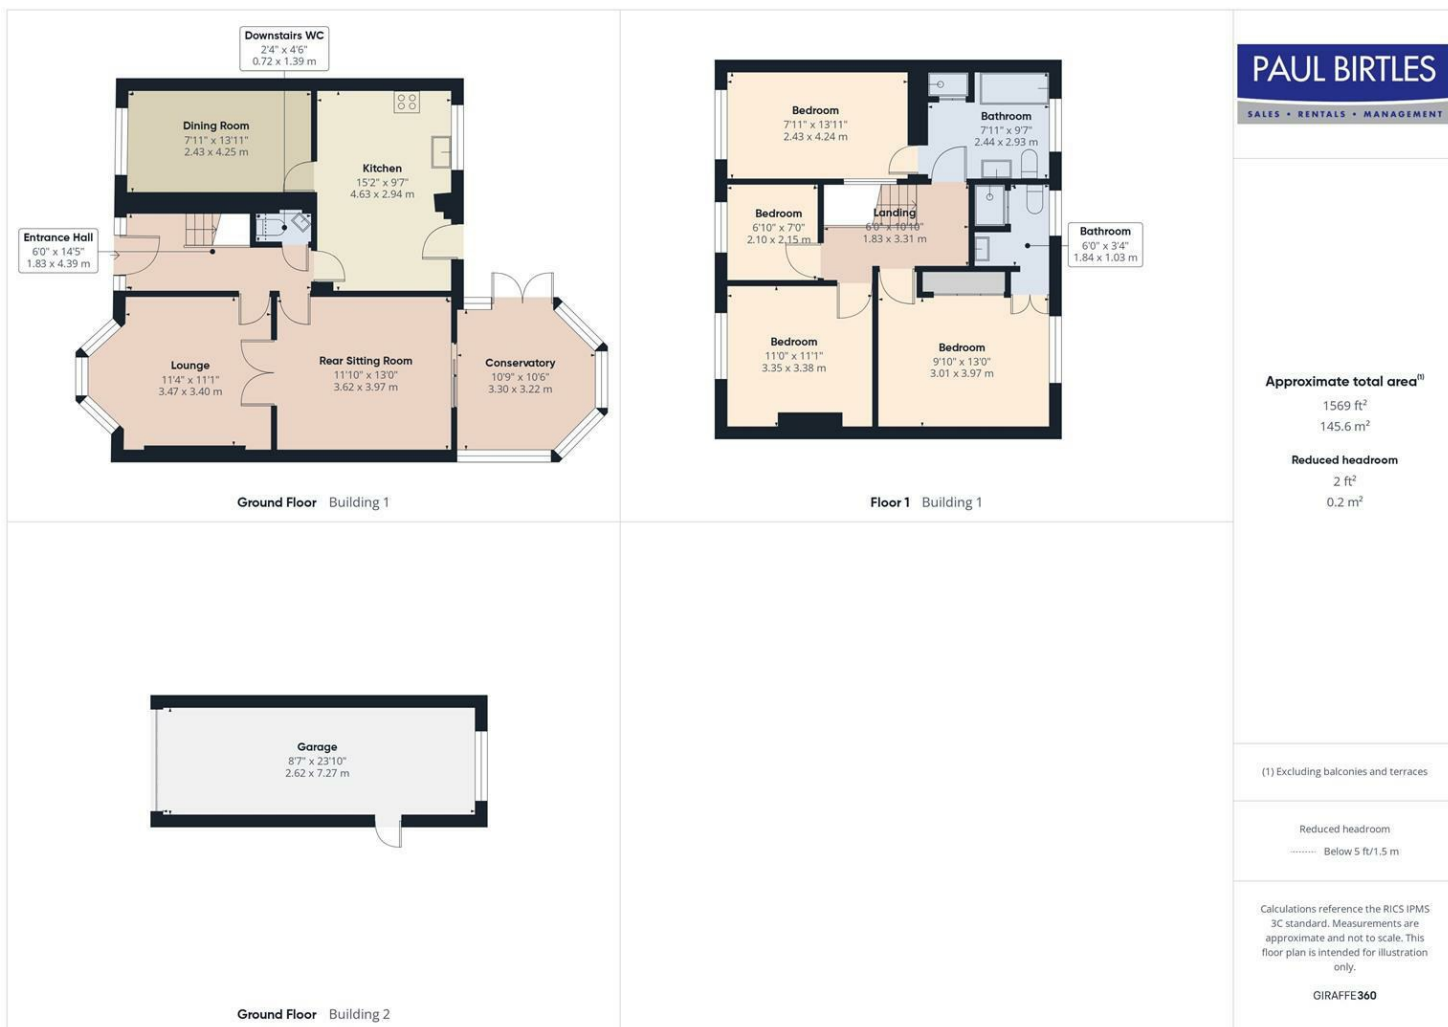 Downstairs WC
2'4" x 4'6"
0.72 x 1.39 m
Dining Room
7'11" x 13'11"
2.43 x 4.25 m
Kitchen
15'2" x 9'7"
4.63 x 2.94 m
Entrance Hall
6'0" x 14'5"
1.83 x 4.39 m
Lounge
11'4" x 11'1"
3.47 x 3.40 m
Rear Sitting Room
11'10" x 13'0"
3.62 x 3.97 m
Conservatory
10'9" x 10'6"
3.30 x 3.22 m
Ground Floor Building 1
Bedroom
7'11" x 13'11"
2.43 x 4.24 m
Bathroom
7'11" x 9'7"
2.44 x 2.93 m
Bedroom
6'10" x 7'0"
2.10 x 2.15 m
Landing
6'0" x 10'10"
1.83 x 3.31 m
Bathroom
6'0" x 3'4"
1.84 x 1.03 m
Bedroom
11'0" x 11'1"
3.35 x 3.38 m
Bedroom
9'10" x 13'0"
3.01 x 3.97 m
Floor 1 Building 1
Garage
8'7" x 23'10"
2.62 x 7.27 m
Ground Floor Building 2
PAUL BIRTLES
SALES • RENTALS • MANAGEMENT
Approximate total area(1)
1569 ft²
145.6 m²
Reduced headroom
2 ft²
0.2 m²
(1) Excluding balconies and terraces
Reduced headroom
Below 5 ft/1.5 m
Calculations reference the RICS IPMS
3C standard. Measurements are
approximate and not to scale. This
floor plan is intended for illustration
only.
GIRAFFE360